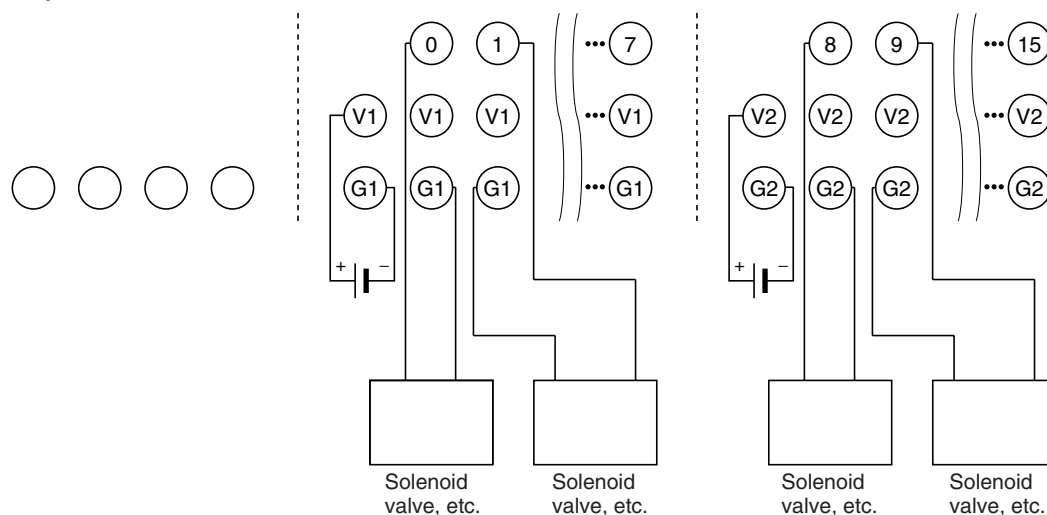 0 1 ••• 7 8 9 ••• 15
V1 V1 V1 ••• V1 V2 V2 V2 ••• V2
G1 G1 G1 ••• G1 G2 G2 G2 ••• G2
+ − + −
Solenoid Solenoid Solenoid Solenoid
valve, etc. valve, etc. valve, etc. valve, etc.